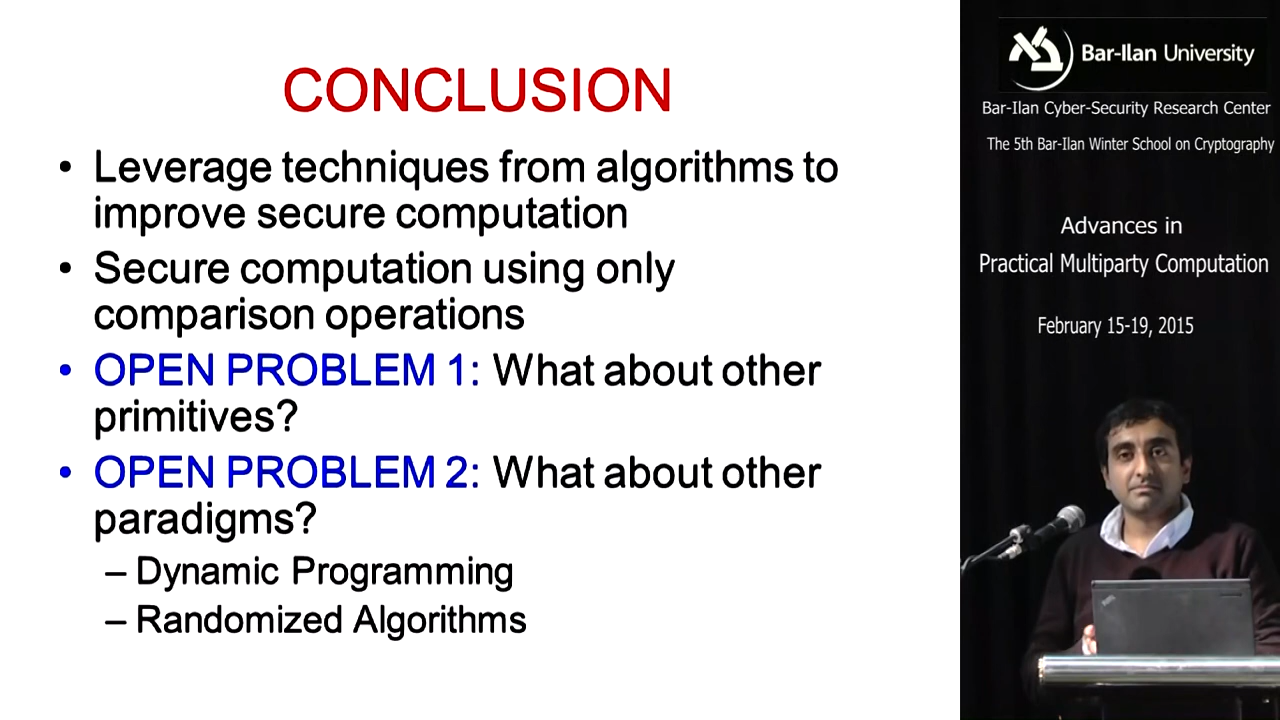 CONCLUSION
• Leverage techniques from algorithms to
improve secure computation
• Secure computation using only
comparison operations
• OPEN PROBLEM 1: What about other
primitives?
• OPEN PROBLEM 2: What about other
paradigms?
– Dynamic Programming
– Randomized Algorithms
Bar-Ilan University
Bar-Ilan Cyber-Security Research Center
The 5th Bar-Ilan Winter School on Cryptography
Advances in
Practical Multiparty Computation
February 15-19, 2015